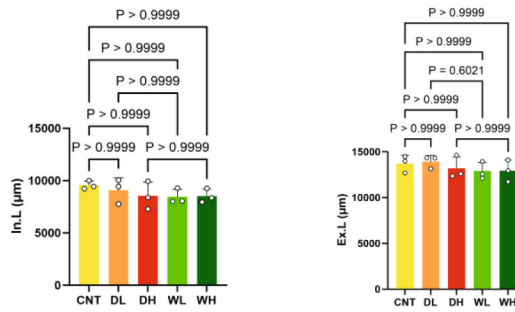 P > 0.9999
P > 0.9999
P > 0.9999
P > 0.9999
P > 0.9999 P > 0.9999
15000
10000
5000
0
In.L (µm)
CNT DL DH WL WH
P > 0.9999
P > 0.9999
P = 0.6021
P > 0.9999
P > 0.9999 P > 0.9999
15000
10000
5000
0
Ex.L (µm)
CNT DL DH WL WH